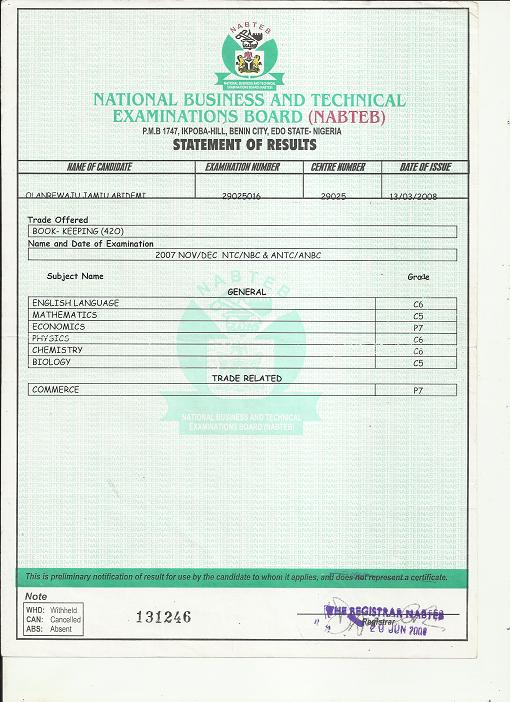 NABTEB
NATIONAL BUSINESS AND TECHNICAL
EXAMINATIONS BOARD (NABTEB)
NATIONAL BUSINESS AND TECHNICAL
EXAMINATIONS BOARD (NABTEB)
P.M.B 1747, IKPOBA-HILL, BENIN CITY, EDO STATE- NIGERIA
STATEMENT OF RESULTS
NAME OF CANDIDATE EXAMINATION NUMBER CENTRE NUMBER DATE OF ISSUE
OLANREWAJU JAMIU ABIDEMI 29025016 29025 13/03/2008
Trade Offered
BOOK- KEEPING (420)
Name and Date of Examination
2007 NOV/DEC NTC/NBC & ANTC/ANBC
Subject Name Grade
NABTEB
GENERAL
ENGLISH LANGUAGE C6
MATHEMATICS C5
ECONOMICS P7
PHYSICS C6
CHEMISTRY C6
BIOLOGY C5
TRADE RELATED
COMMERCE P7
NATIONAL BUSINESS AND TECHNICAL
EXAMINATIONS BOARD (NABTEB)
This is preliminary notification of result for use by the candidate to whom it applies, and does not represent a certificate.
Note
WHD: Withheld
CAN: Cancelled
ABS: Absent
131246
THE REGISTRAR NABTEB
Registrar
JUN